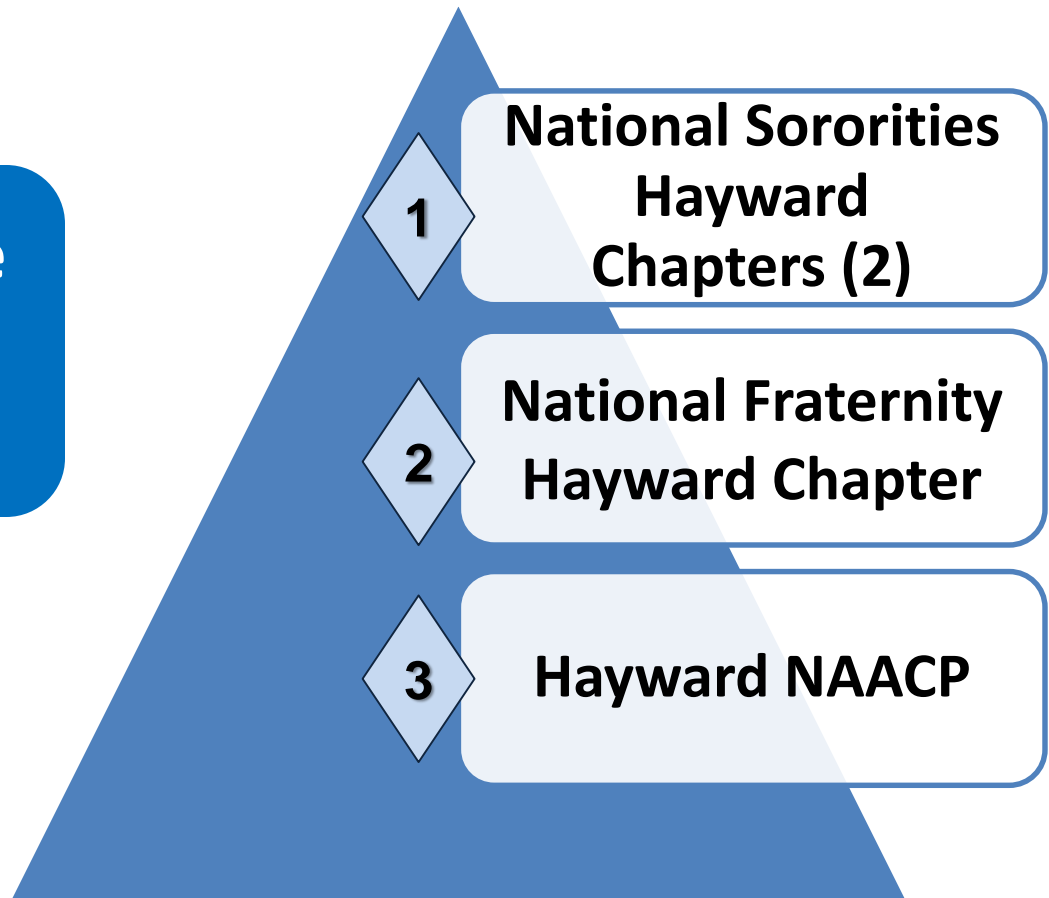 1
National Sororities
Hayward
Chapters (2)
2
National Fraternity
Hayward Chapter
3
Hayward NAACP